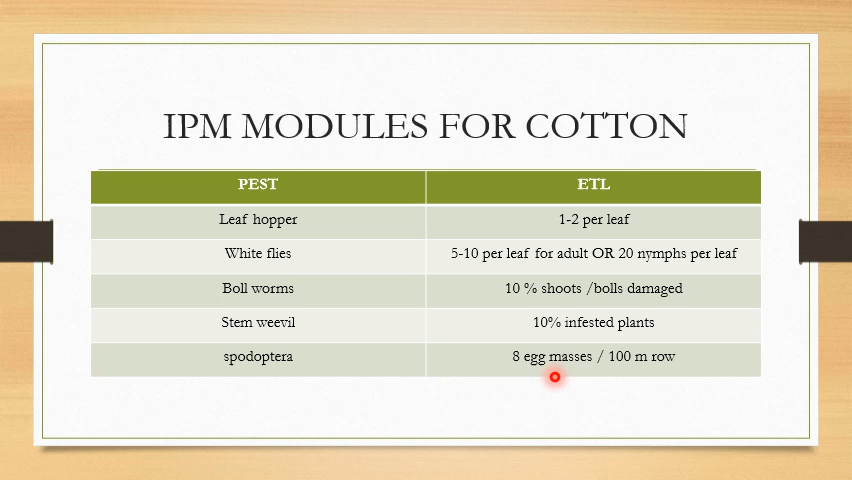 IPM MODULES FOR COTTON
PEST ETL
Leaf hopper 1-2 per leaf
White flies 5-10 per leaf for adult OR 20 nymphs per leaf
Boll worms 10 % shoots /bolls damaged
Stem weevil 10% infested plants
spodoptera 8 egg masses / 100 m row